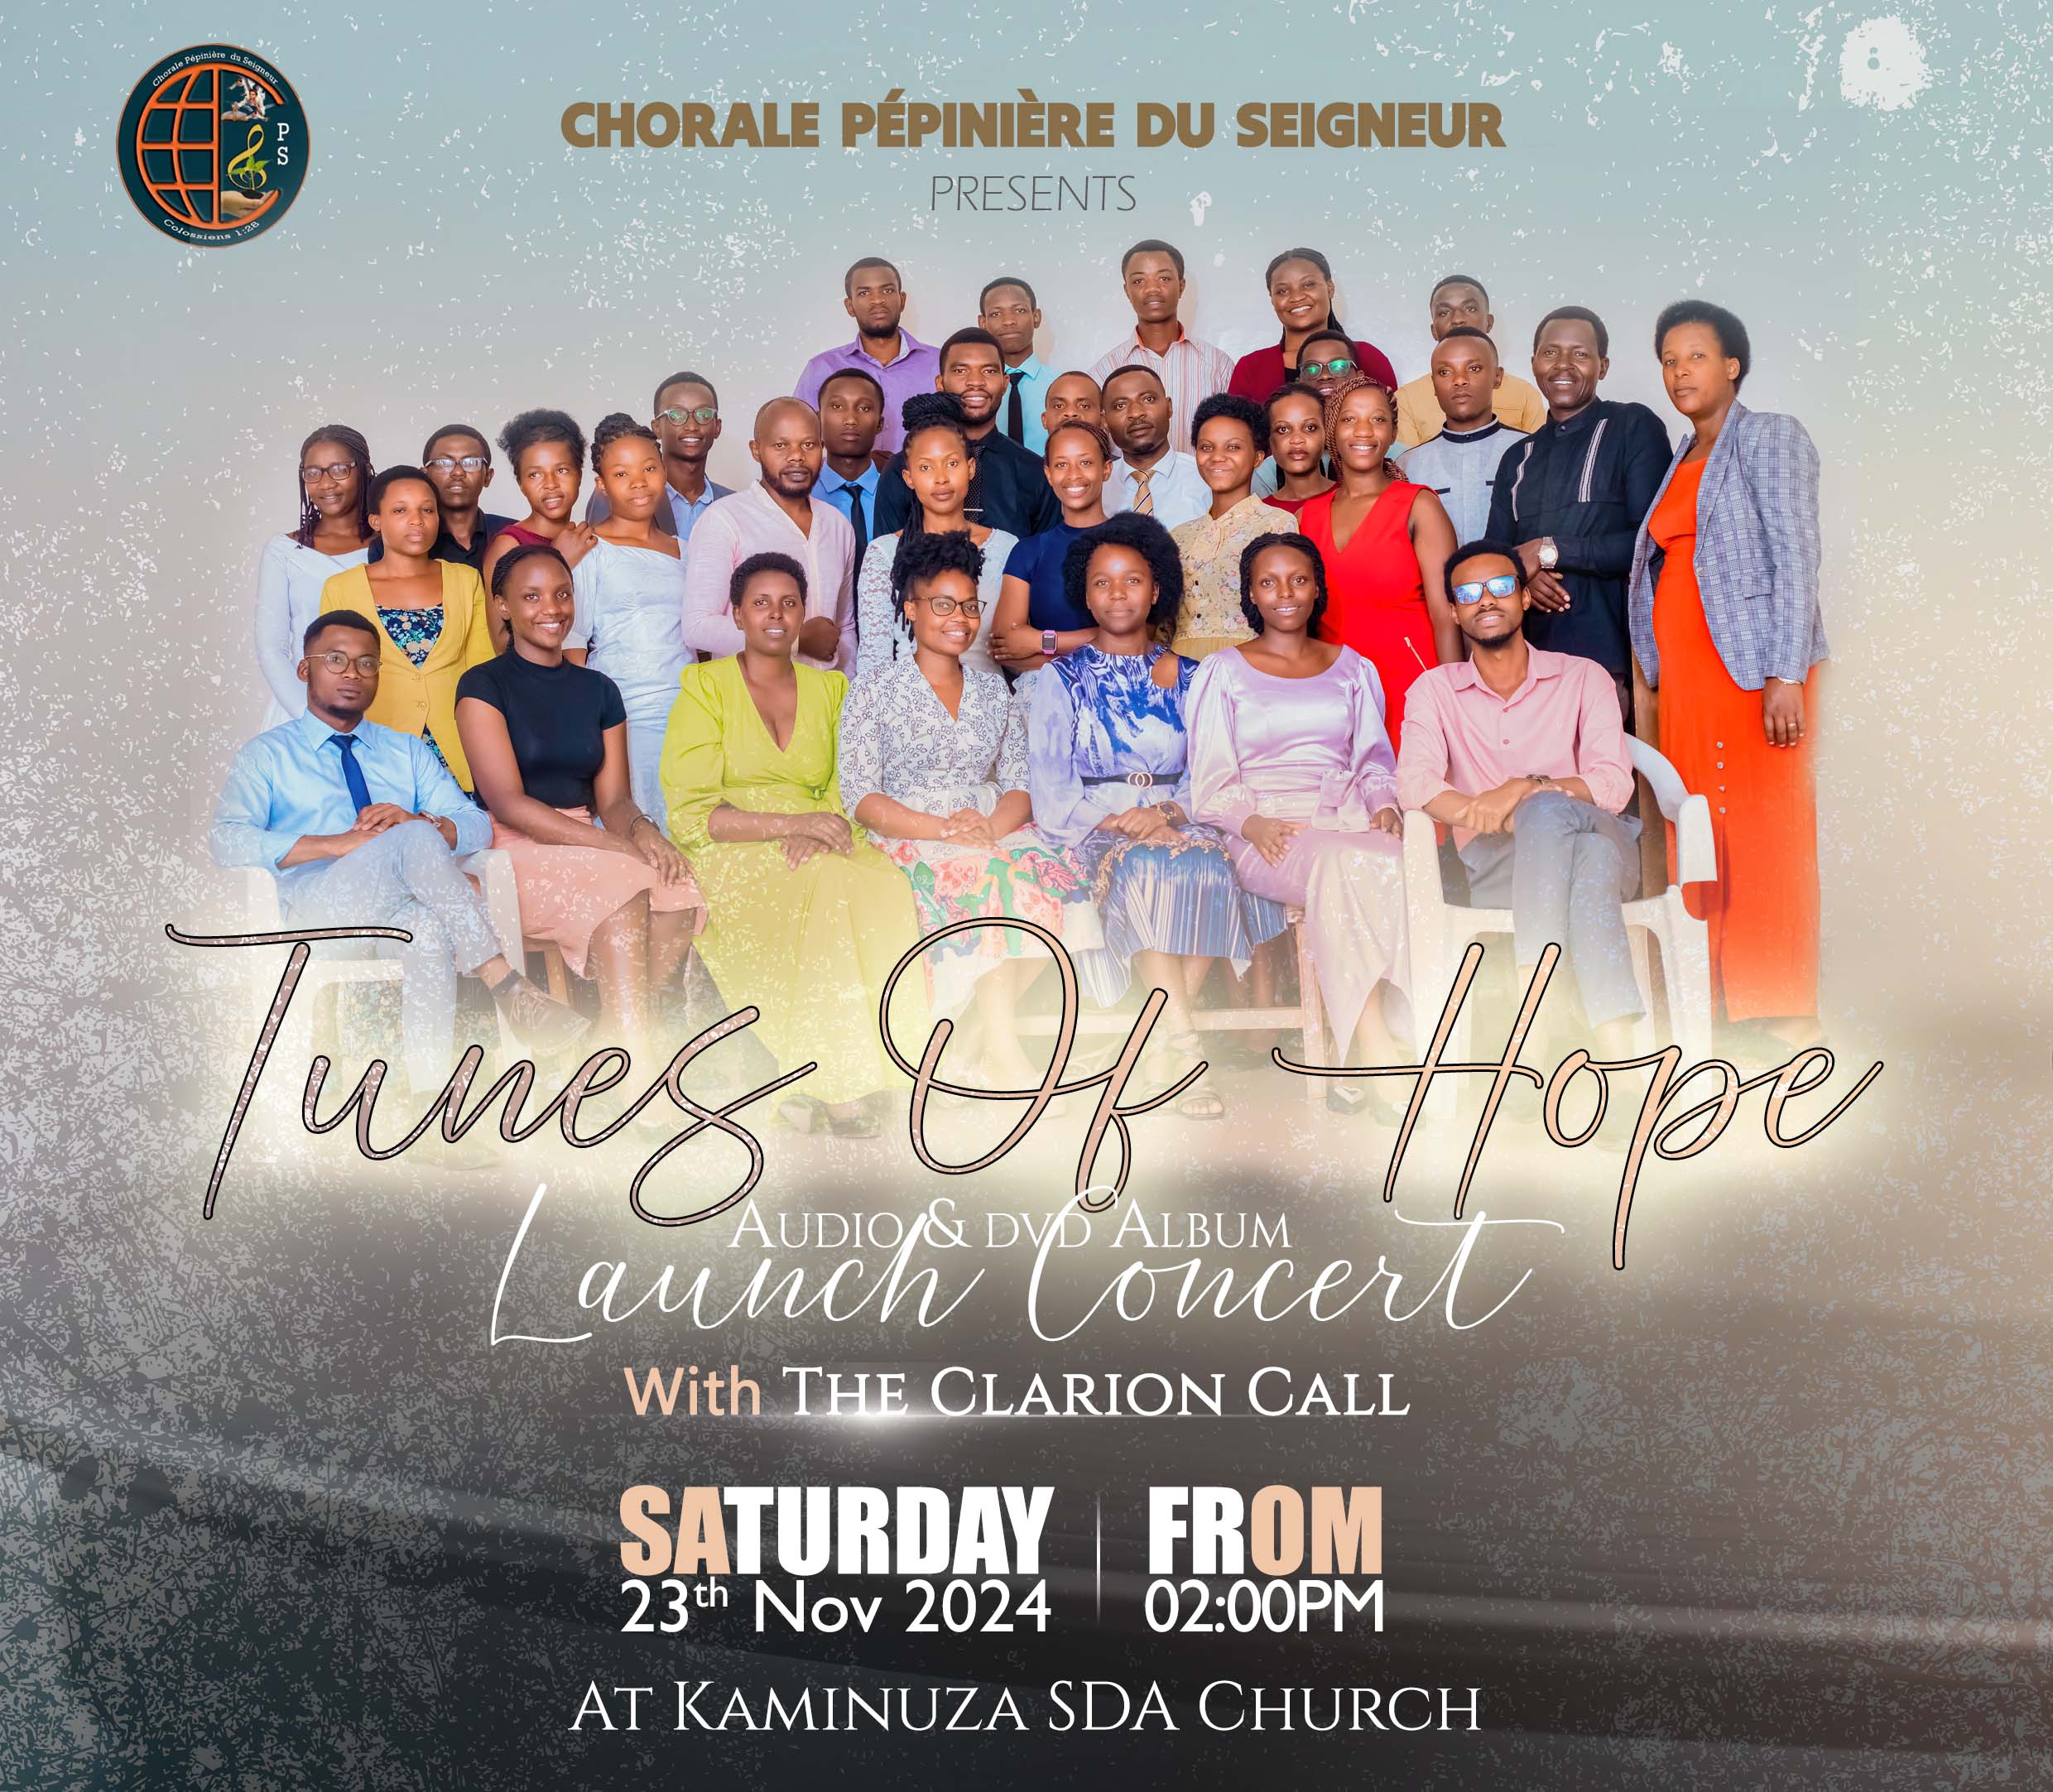 Chorale Pépinière du Seigneur
P
S
Colossiens 1:28
CHORALE PÉPINIÈRE DU SEIGNEUR
PRESENTS
Tunes Of Hope
AUDIO & DVD ALBUM
Launch Concert
With THE CLARION CALL
SATURDAY
23th Nov 2024
FROM
02:00PM
AT KAMINUZA SDA CHURCH